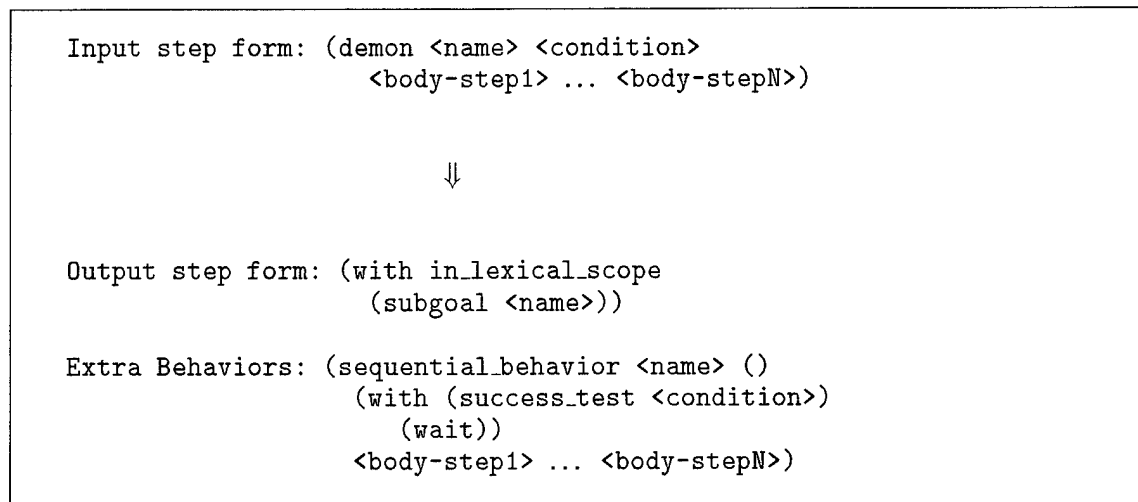 Input step form: (demon <name> <condition>
<body-step1> ... <body-stepN>)
⇓
Output step form: (with in_lexical_scope
(subgoal <name>))
Extra Behaviors: (sequential_behavior <name> ()
(with (success_test <condition>)
(wait))
<body-step1> ... <body-stepN>)